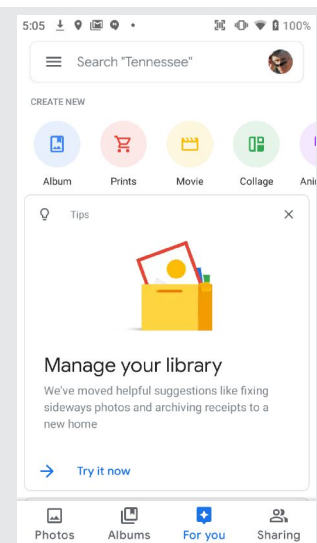 5:05 100%
Search "Tennessee"
CREATE NEW
Album Prints Movie Collage Ani
Tips
Manage your library
We've moved helpful suggestions like fixing
sideways photos and archiving receipts to a
new home
Try it now
Photos Albums For you Sharing